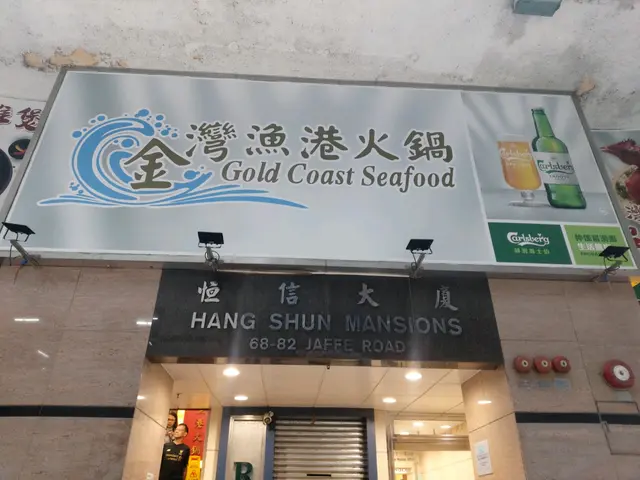 金灣漁港火鍋
Gold Coast Seafood
Carlsberg
Carlsberg
恒信大廈
HANG SHUN MANSIONS
68-82 JAFFE ROAD